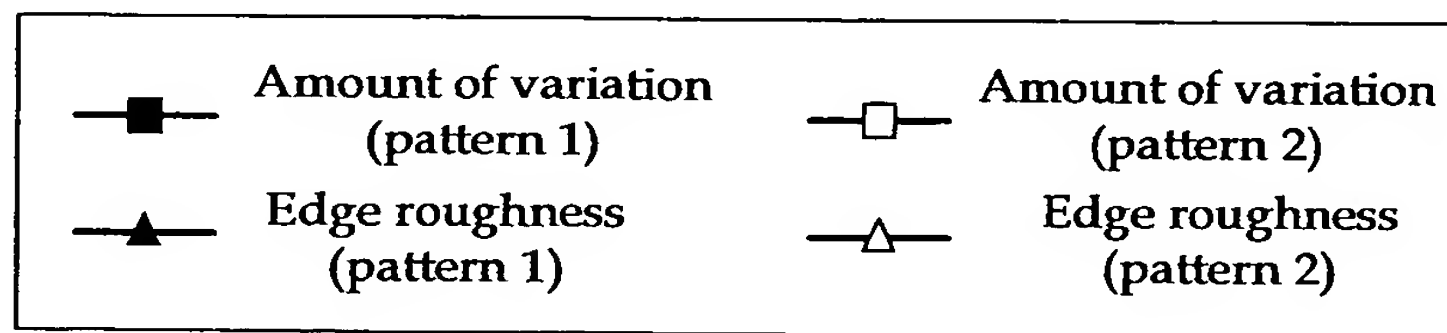 Amount of variation
(pattern 1)
Amount of variation
(pattern 2)
Edge roughness
(pattern 1)
Edge roughness
(pattern 2)